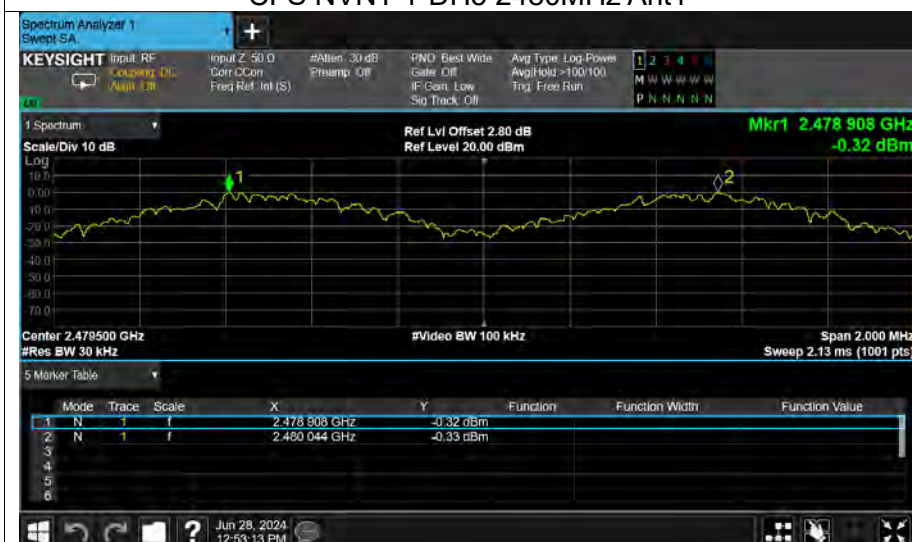 Spectrum Analyzer 1
Swept SA
+
KEYSIGHT Input: RF
Coupling: DC
Align: Off
Input Z: 50 Ω
Corr CCorr
Freq Ref: Int (S)
#Atten: 30 dB
Preamp: Off
PNO: Best Wide
Gate: Off
IF Gain: Low
Sig Track: Off
Avg Type: Log-Power
Avg|Hold >100/100
Trig: Free Run
1 2 3 4
M W W W W W
P N N N N N
1 Spectrum
Scale/Div 10 dB
Ref Lvl Offset 2.80 dB
Ref Level 20.00 dBm
Mkr1 2.478 908 GHz
-0.32 dBm
Log
10.0
0.00
-10.0
-20.0
-30.0
-40.0
-50.0
-60.0
-70.0
1
2
Center 2.479500 GHz
#Res BW 30 kHz
#Video BW 100 kHz
Span 2.000 MHz
Sweep 2.13 ms (1001 pts)
5 Marker Table
Mode Trace Scale X Y Function Function Width Function Value
1 N 1 f 2.478 908 GHz -0.32 dBm
2 N 1 f 2.480 044 GHz -0.33 dBm
3
4
5
6
?
Jun 28, 2024
12:53:13 PM